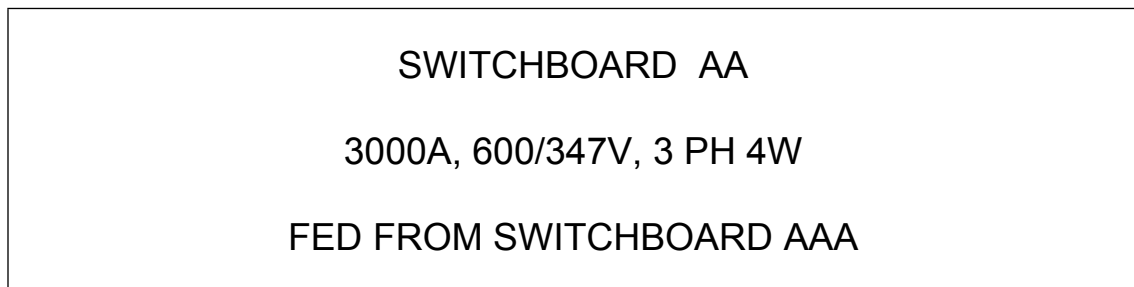 SWITCHBOARD AA
3000A, 600/347V, 3 PH 4W
FED FROM SWITCHBOARD AAA